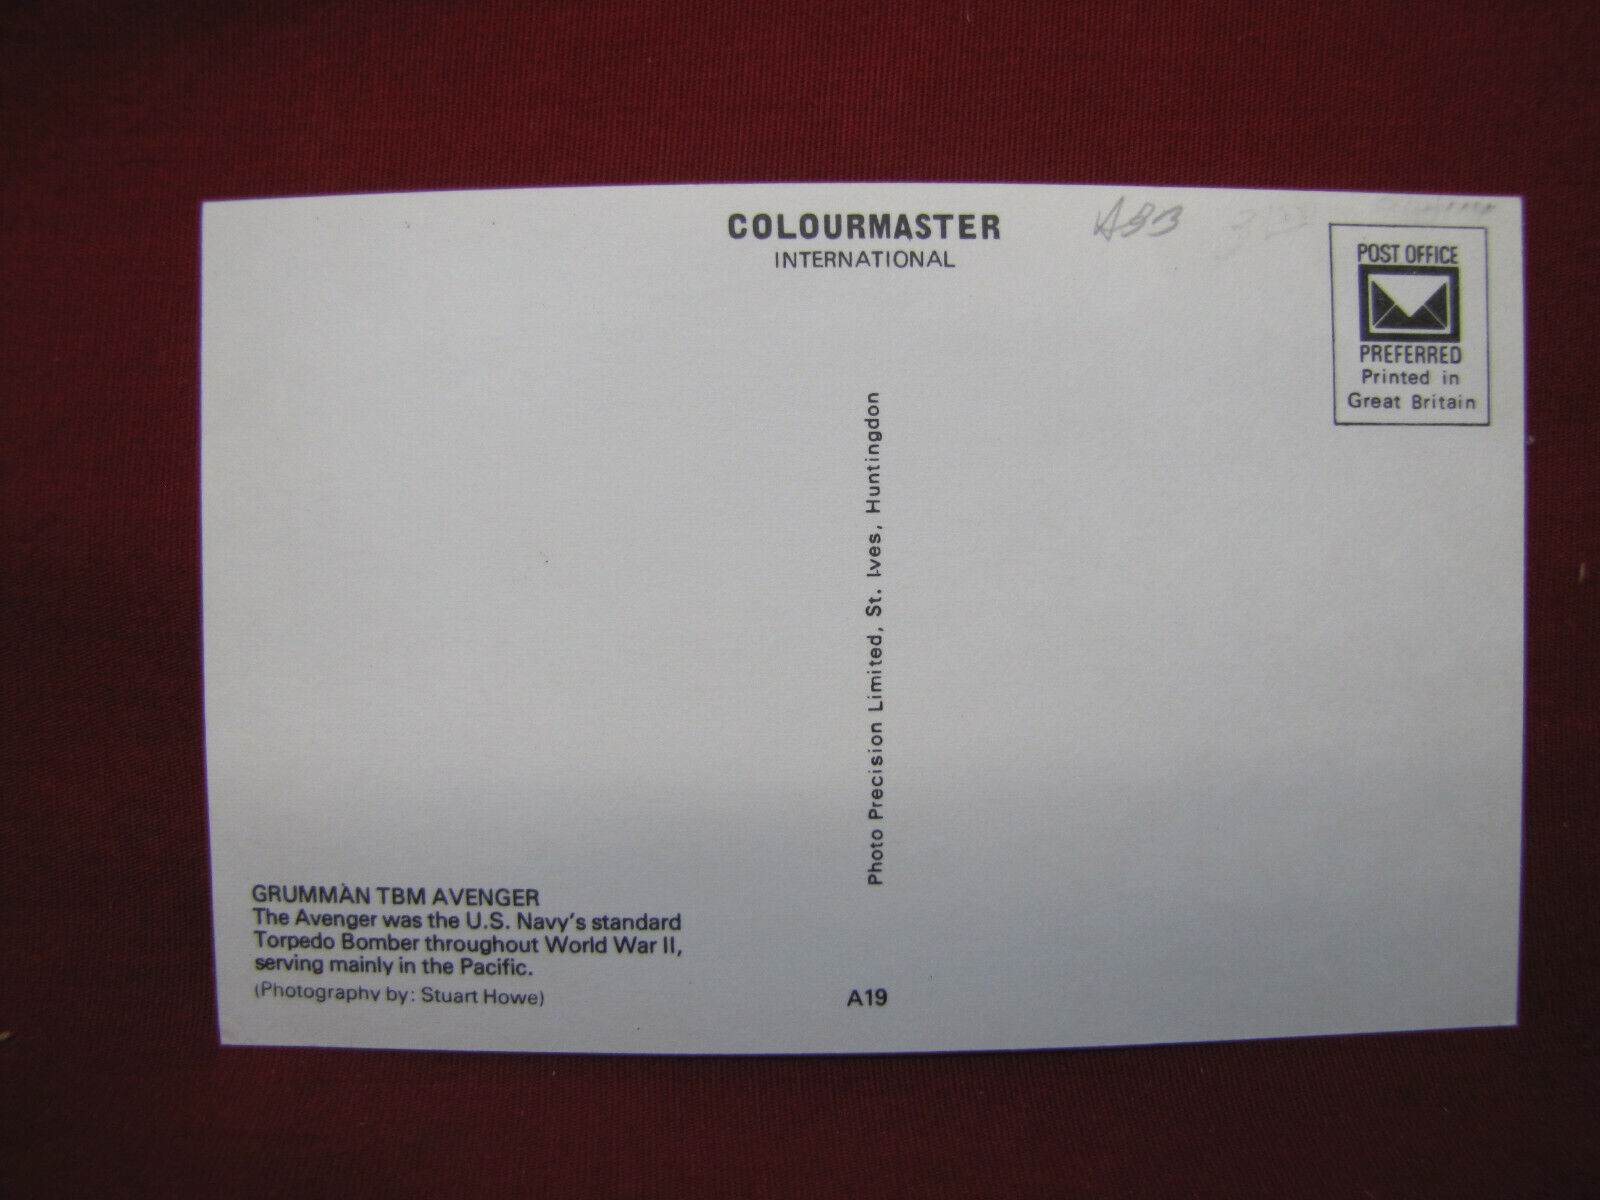 COLOURMASTER
INTERNATIONAL
POST OFFICE
PREFERRED
Printed in
Great Britain
Photo Precision Limited, St. Ives, Huntingdon
GRUMMÀN TBM AVENGER
The Avenger was the U.S. Navy's standard
Torpedo Bomber throughout World War II,
serving mainly in the Pacific.
(Photography by: Stuart Howe)
A19